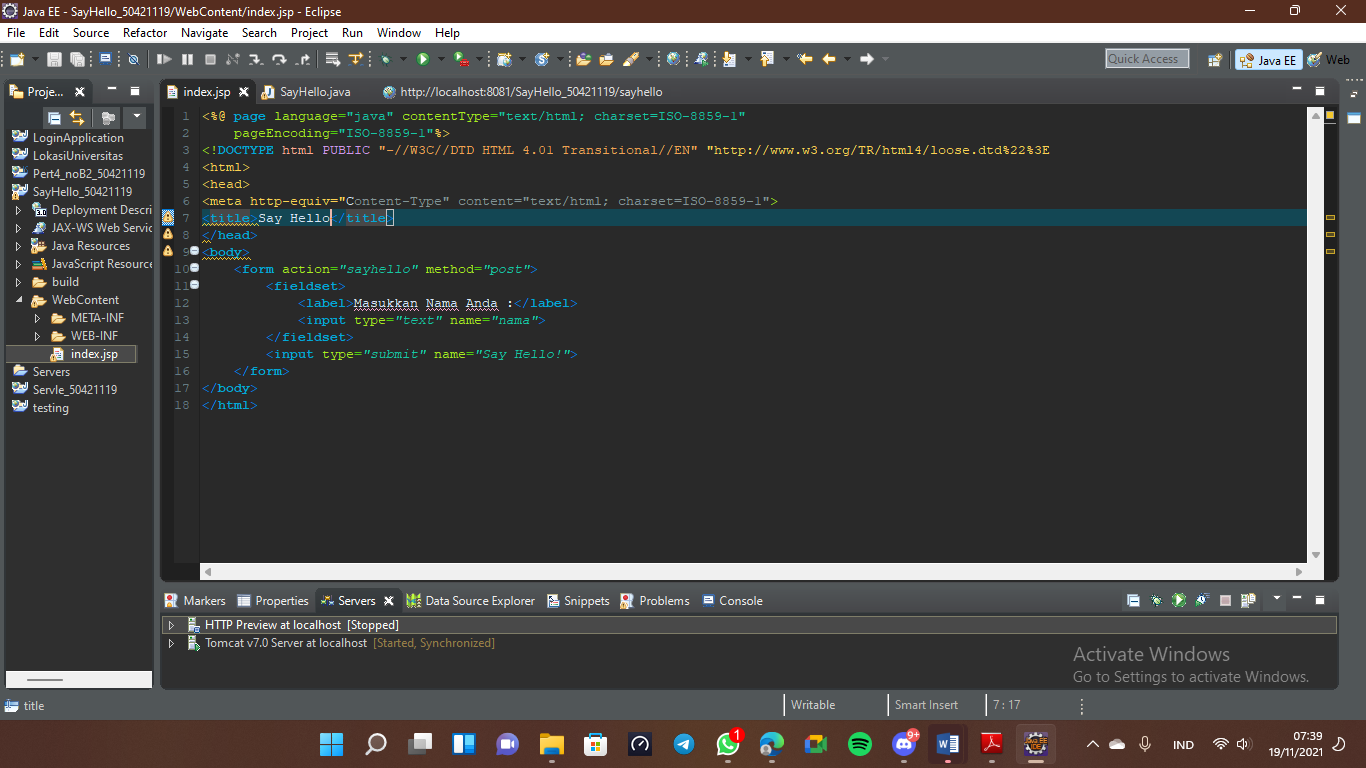 Java EE - SayHello_50421119/WebContent/index.jsp - Eclipse
File Edit Source Refactor Navigate Search Project Run Window Help
Quick Access Java EE Web
Proje...
LoginApplication
LokasiUniversitas
Pert4_noB2_50421119
SayHello_50421119
Deployment Descri
JAX-WS Web Servic
Java Resources
JavaScript Resource
build
WebContent
META-INF
WEB-INF
index.jsp
Servers
Servle_50421119
testing
index.jsp SayHello.java http://localhost:8081/SayHello_50421119/sayhello
1 <%@ page language="java" contentType="text/html; charset=ISO-8859-1"
2 pageEncoding="ISO-8859-1"%>
3 <!DOCTYPE html PUBLIC "-//W3C//DTD HTML 4.01 Transitional//EN" "http://www.w3.org/TR/html4/loose.dtd%22%3E
4 <html>
5 <head>
6 <meta http-equiv="Content-Type" content="text/html; charset=ISO-8859-1">
7 <title>Say Hello</title>
8 </head>
9 <body>
10 <form action="sayhello" method="post">
11 <fieldset>
12 <label>Masukkan Nama Anda :</label>
13 <input type="text" name="nama">
14 </fieldset>
15 <input type="submit" name="Say Hello!">
16 </form>
17 </body>
18 </html>
Markers Properties Servers Data Source Explorer Snippets Problems Console
HTTP Preview at localhost [Stopped]
Tomcat v7.0 Server at localhost [Started, Synchronized]
Activate Windows
Go to Settings to activate Windows.
title Writable Smart Insert 7 : 17
1 9+ IND 07:39
19/11/2021